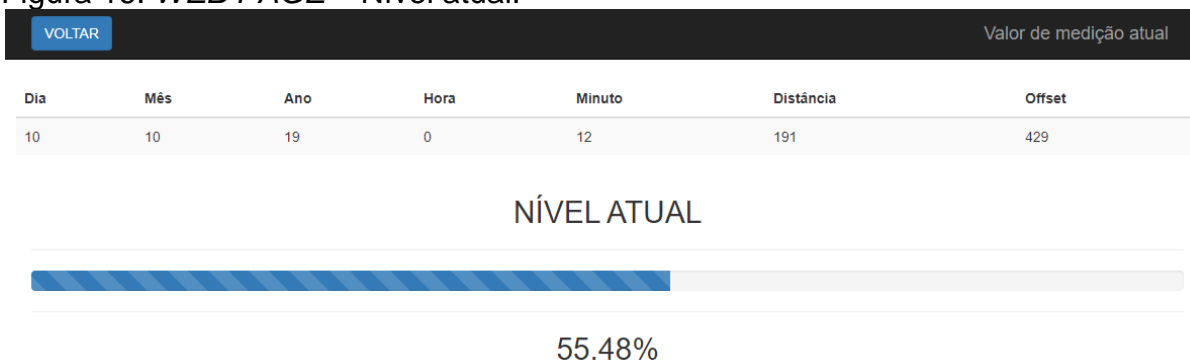 VOLTAR Valor de medição atual
Dia Mês Ano Hora Minuto Distância Offset
10 10 19 0 12 191 429
NÍVEL ATUAL
55.48%